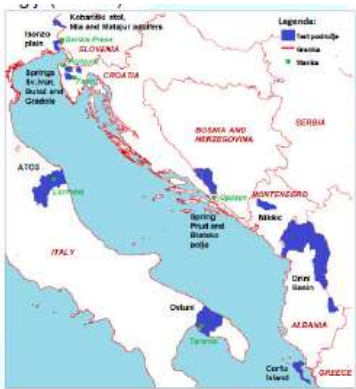 Kobariški stol,
Mia and Matajur aquifers
Isonzo
plain
SLOVENIA
Springs
Sv. Ivan,
Bulaž and
Gradole
CROATIA
Legenda:
Test područje
Granica
Stanica
BOSNIA AND
HERZEGOVINA
SERBIA
ATOS
MONTENEGRO
Opuzen
Nikšić
Spring
Prud and
Blatsko
polje
ITALY
Drini
Basin
Ostuni
Taranto
ALBANIA
Corfu
Island
GREECE